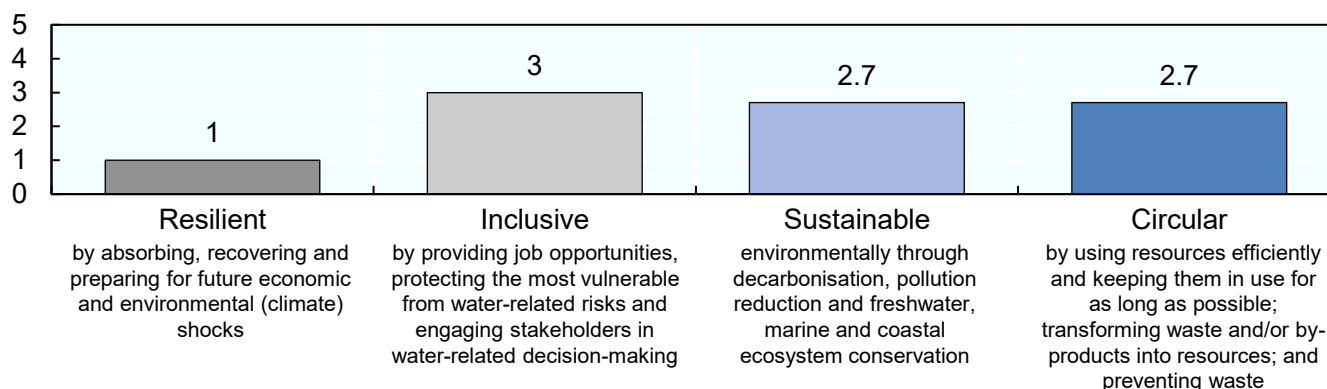 5
4
3
2
1
0
1
3
2.7
2.7
Resilient
by absorbing, recovering and
preparing for future economic
and environmental (climate)
shocks
Inclusive
by providing job opportunities,
protecting the most vulnerable
from water-related risks and
engaging stakeholders in
water-related decision-making
Sustainable
environmentally through
decarbonisation, pollution
reduction and freshwater,
marine and coastal
ecosystem conservation
Circular
by using resources efficiently
and keeping them in use for
as long as possible;
transforming waste and/or by-
products into resources; and
preventing waste